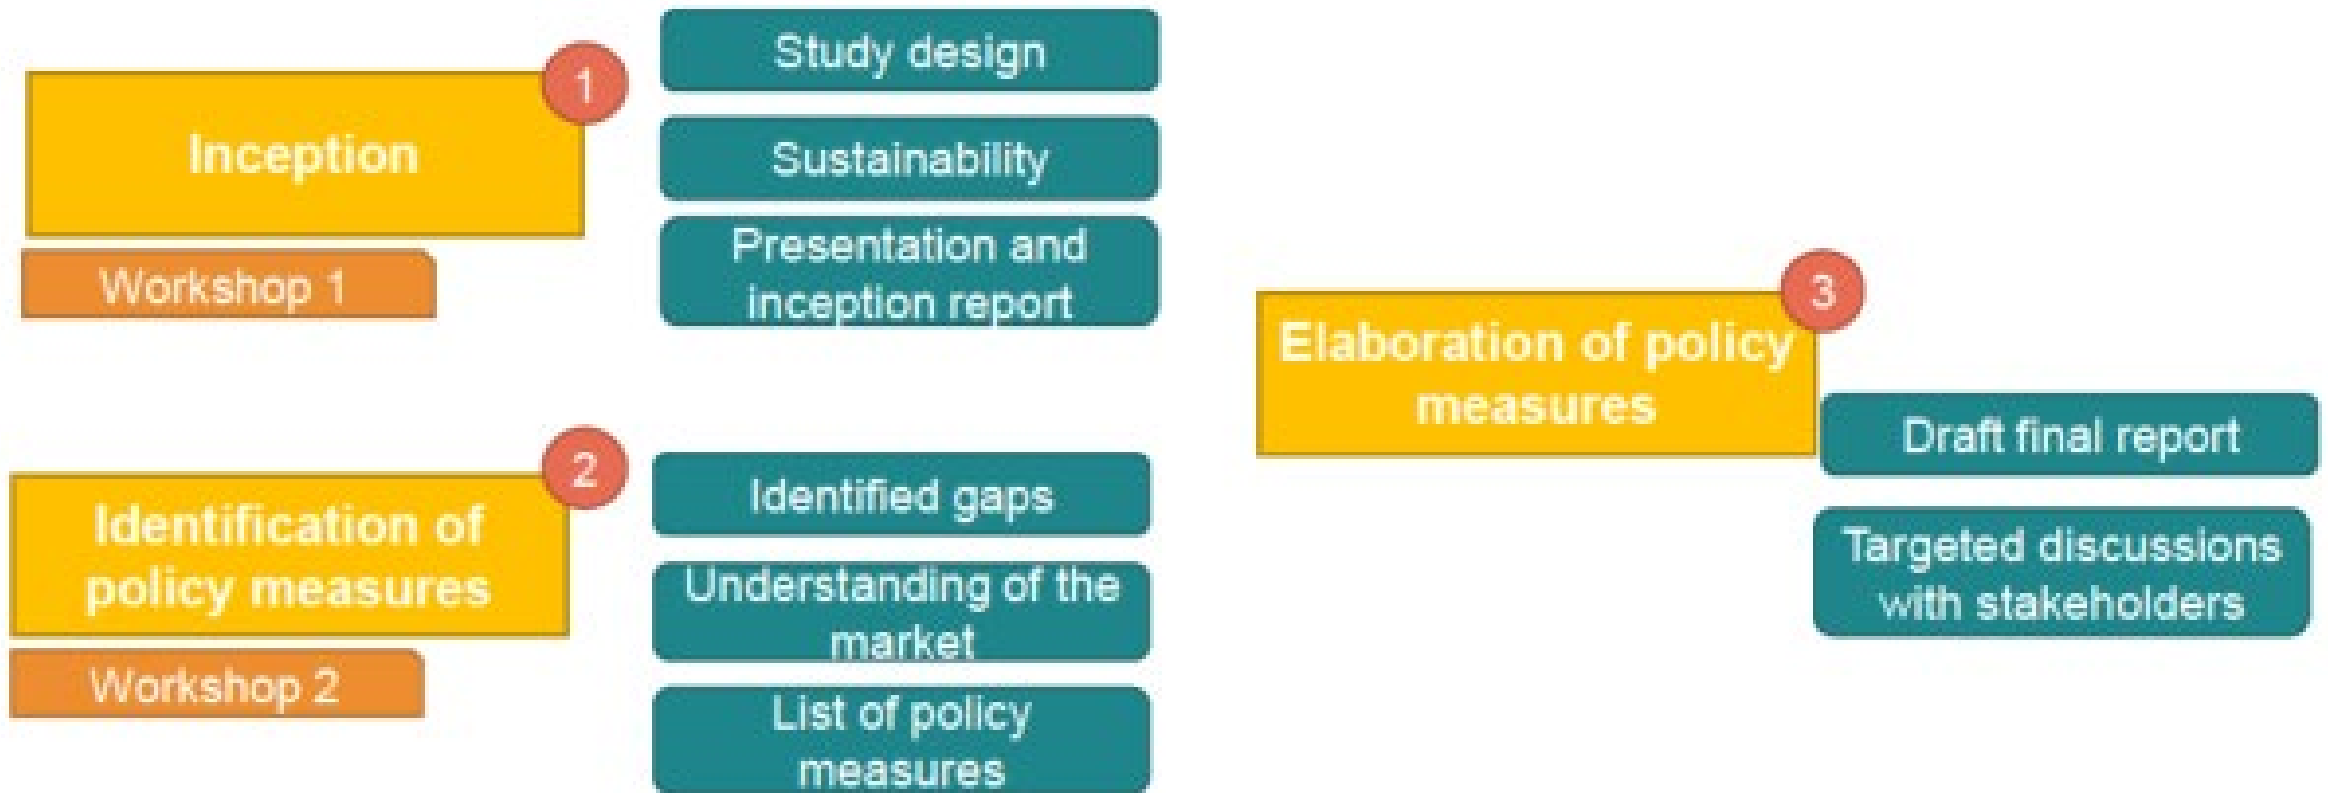 1
Inception
Workshop 1
Study design
Sustainability
Presentation and
inception report
2
Identification of
policy measures
Workshop 2
Identified gaps
Understanding of the
market
List of policy
measures
3
Elaboration of policy
measures
Draft final report
Targeted discussions
with stakeholders